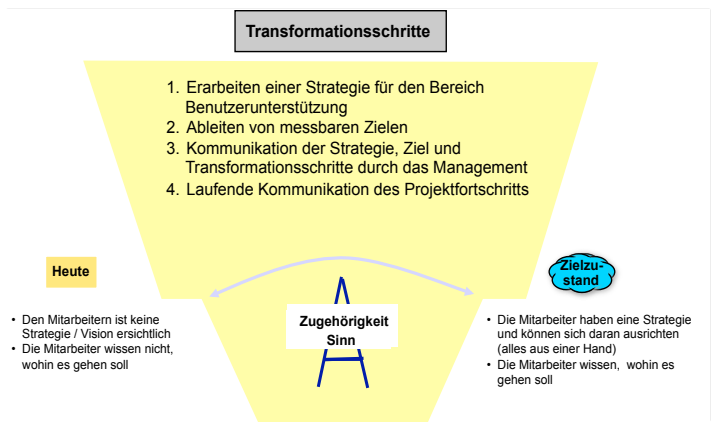 Transformationsschritte
1. Erarbeiten einer Strategie für den Bereich
Benutzerunterstützung
2. Ableiten von messbaren Zielen
3. Kommunikation der Strategie, Ziel und
Transformationsschritte durch das Management
4. Laufende Kommunikation des Projektfortschritts
Heute
• Den Mitarbeitern ist keine
Strategie / Vision ersichtlich
• Die Mitarbeiter wissen nicht,
wohin es gehen soll
Zugehörigkeit
Sinn
Zielzu-
stand
• Die Mitarbeiter haben eine Strategie
und können sich daran ausrichten
(alles aus einer Hand)
• Die Mitarbeiter wissen, wohin es
gehen soll